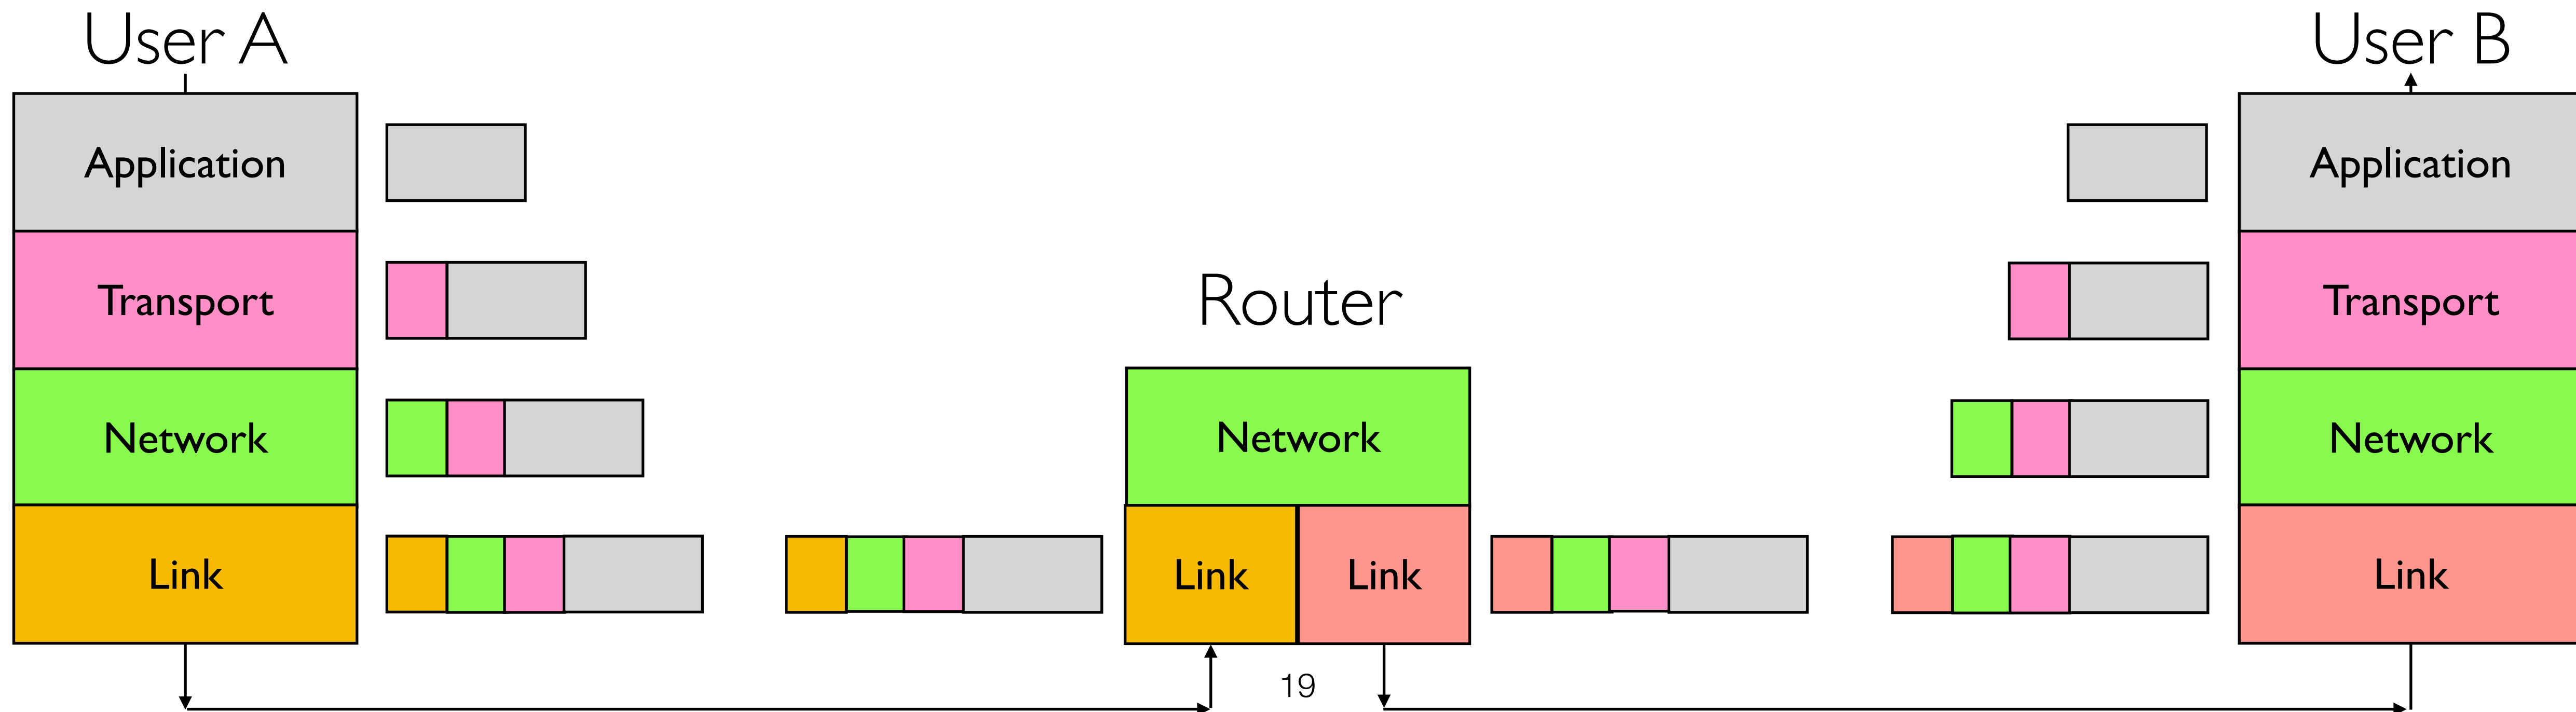 User A
Application
Transport
Network
Link
Router
Network
Link
Link
19
User B
Application
Transport
Network
Link